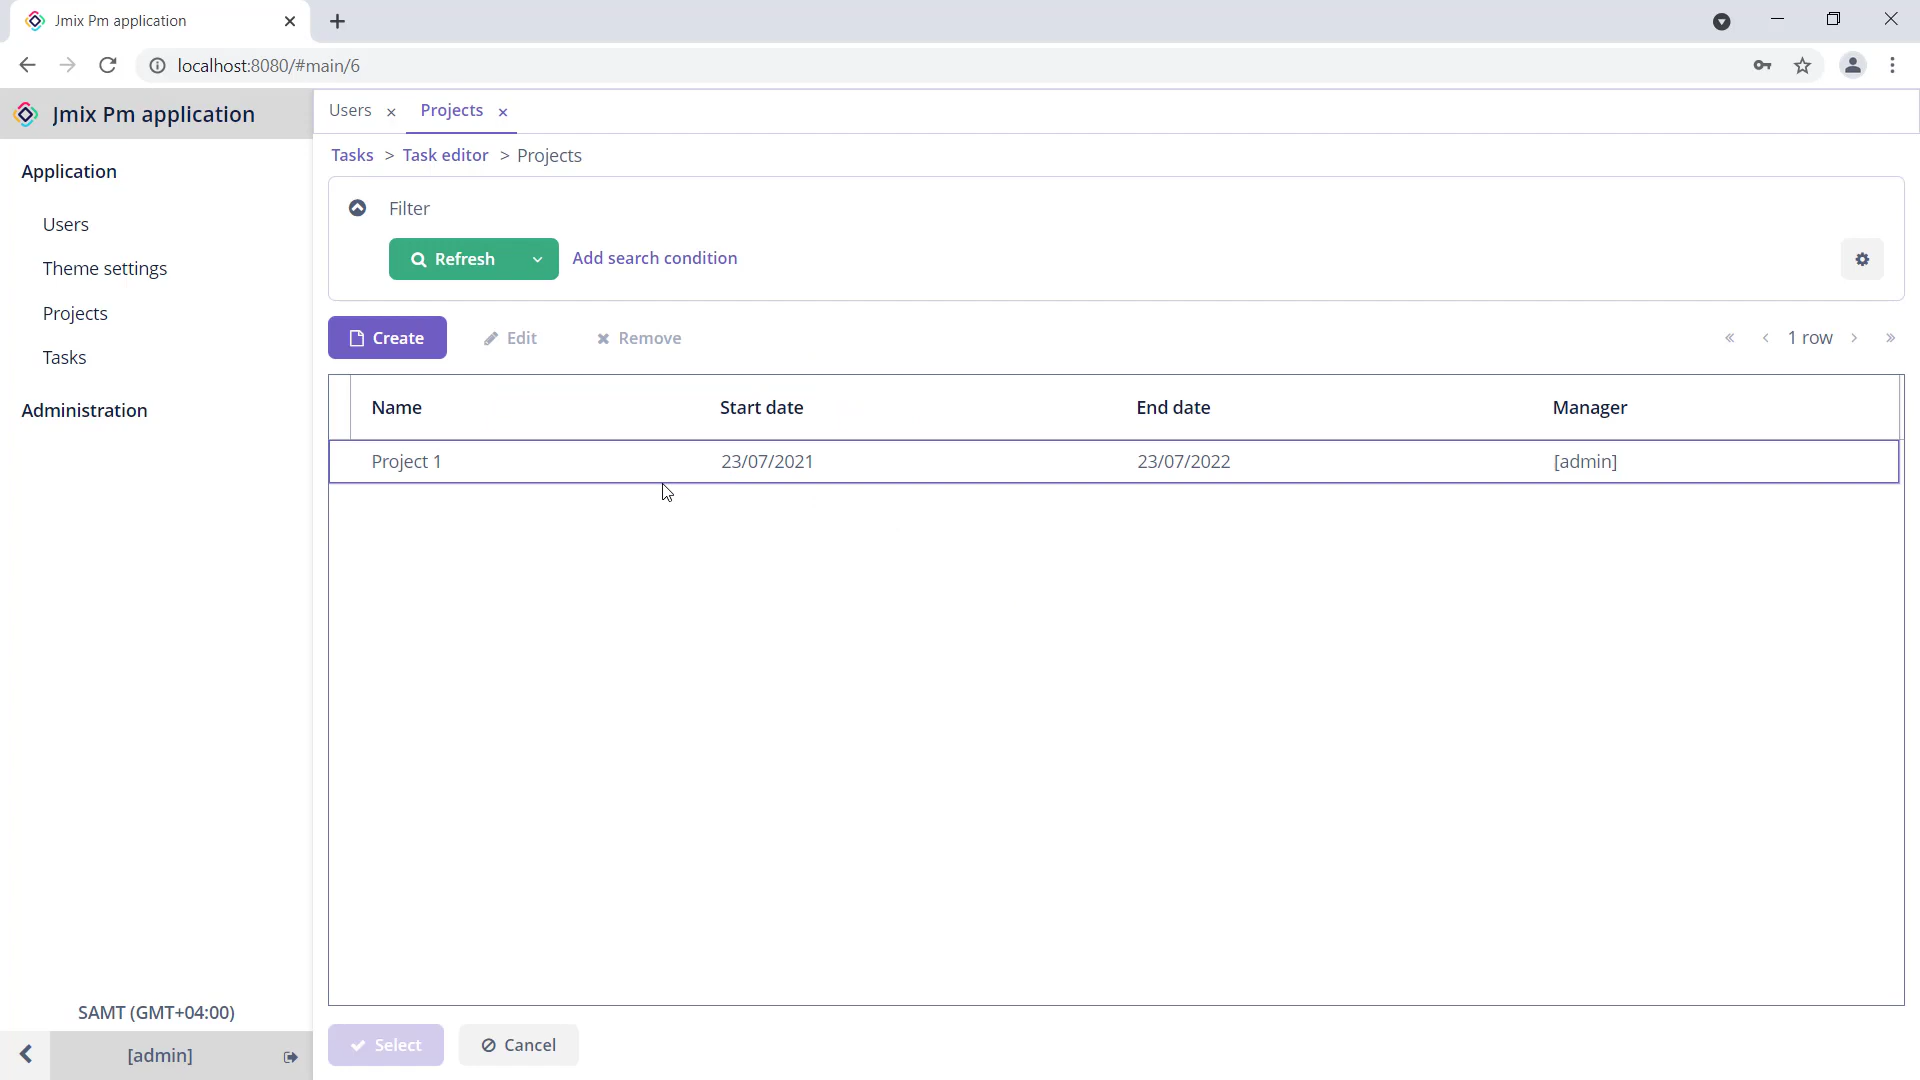 Jmix Pm application
localhost:8080/#main/6
Jmix Pm application
Users
Projects
Application
Tasks > Task editor > Projects
Filter
Users
Refresh
Add search condition
Theme settings
Projects
Create
Edit
Remove
1 row
Tasks
Name
Start date
End date
Manager
Administration
Project 1
23/07/2021
23/07/2022
[admin]
SAMT (GMT+04:00)
[admin]
Select
Cancel